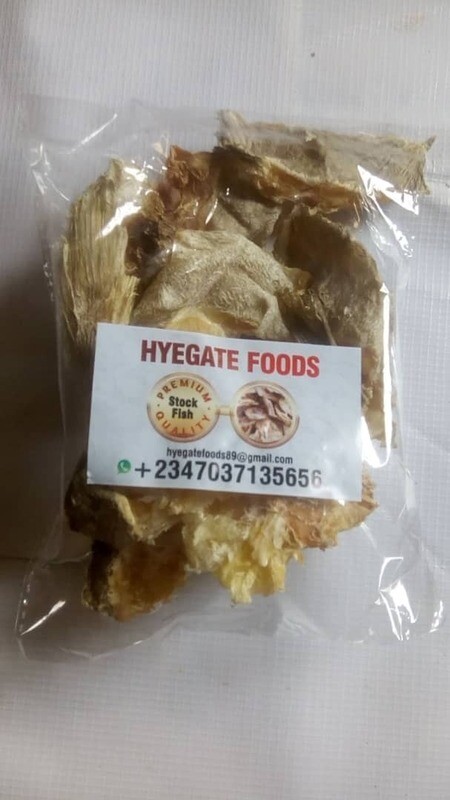 HYEGATE FOODS
PREMIUM
Stock
Fish
QUALITY
hyegatefoods89@gmail.com
+2347037135656